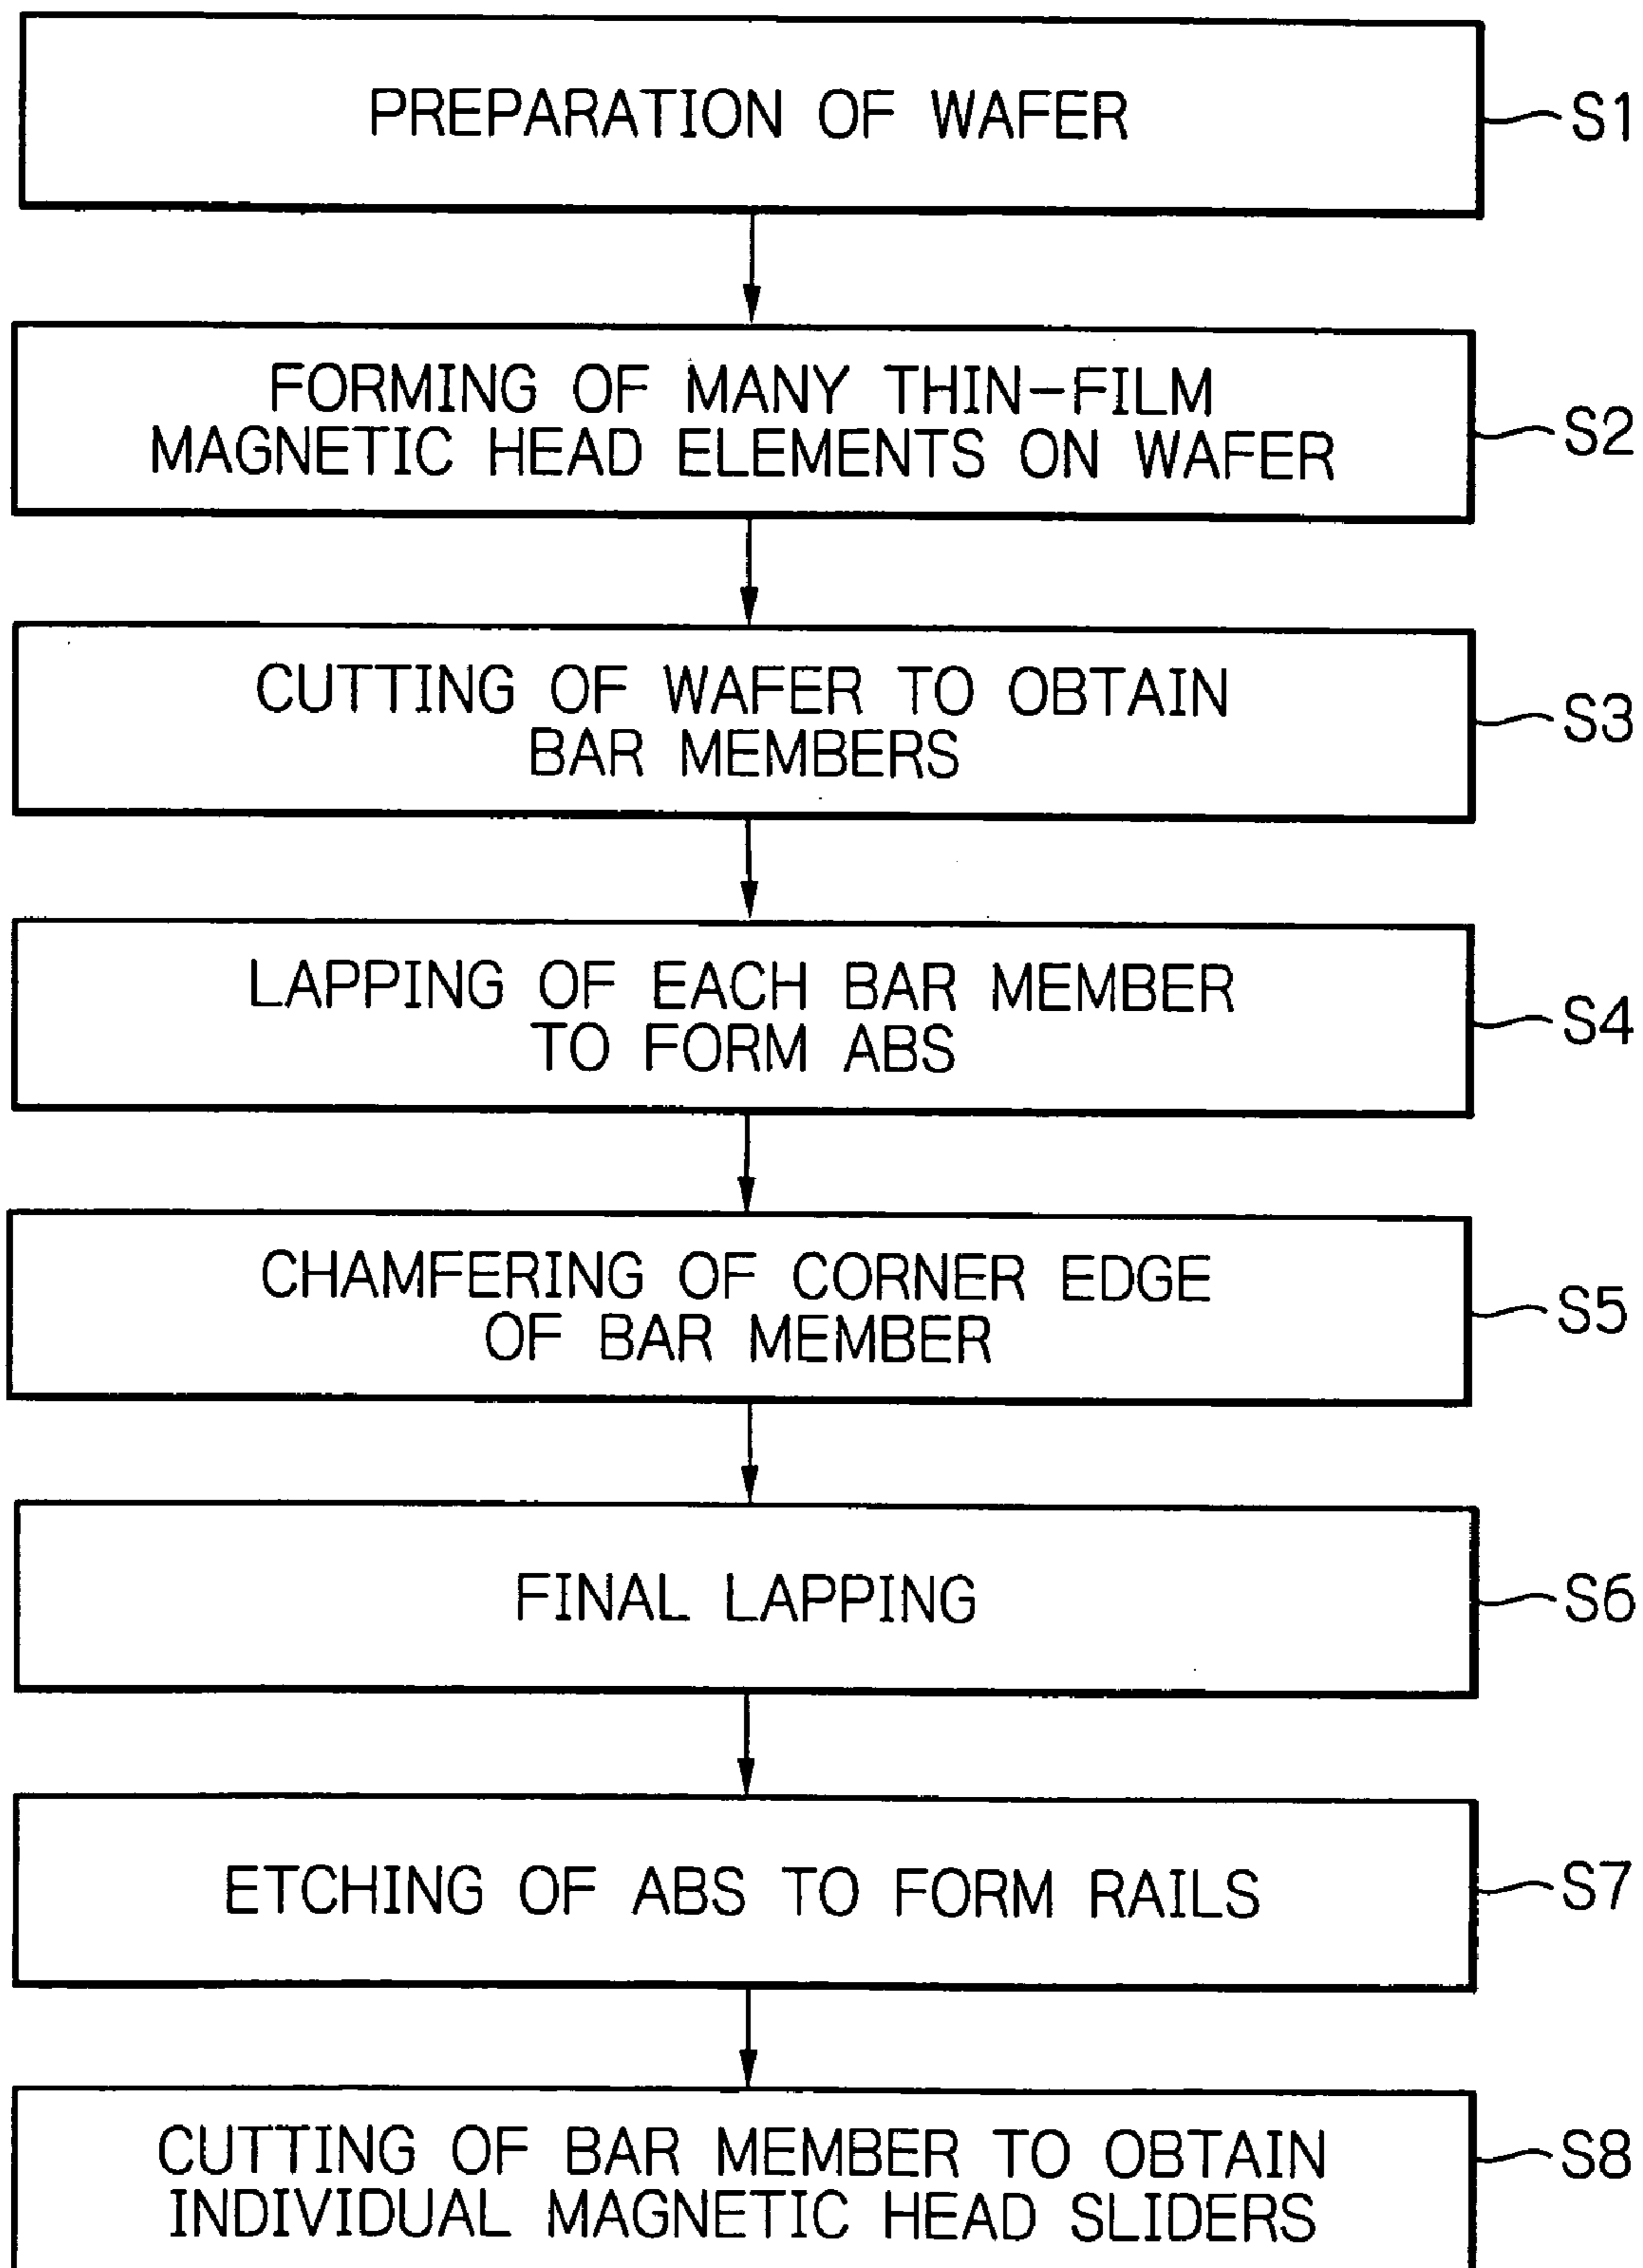 PREPARATION OF WAFER
S1
FORMING OF MANY THIN-FILM
MAGNETIC HEAD ELEMENTS ON WAFER
S2
CUTTING OF WAFER TO OBTAIN
BAR MEMBERS
S3
LAPPING OF EACH BAR MEMBER
TO FORM ABS
S4
CHAMFERING OF CORNER EDGE
OF BAR MEMBER
S5
FINAL LAPPING
S6
ETCHING OF ABS TO FORM RAILS
S7
CUTTING OF BAR MEMBER TO OBTAIN
INDIVIDUAL MAGNETIC HEAD SLIDERS
S8